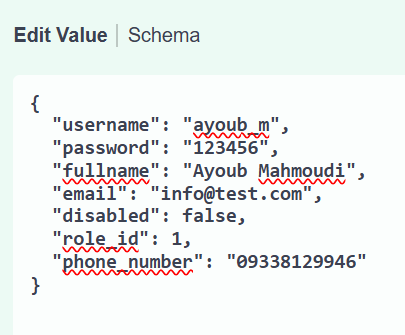 Edit Value | Schema
{
"username": "ayoub_m",
"password": "123456",
"fullname": "Ayoub Mahmoudi",
"email": "info@test.com",
"disabled": false,
"role_id": 1,
"phone_number": "09338129946"
}